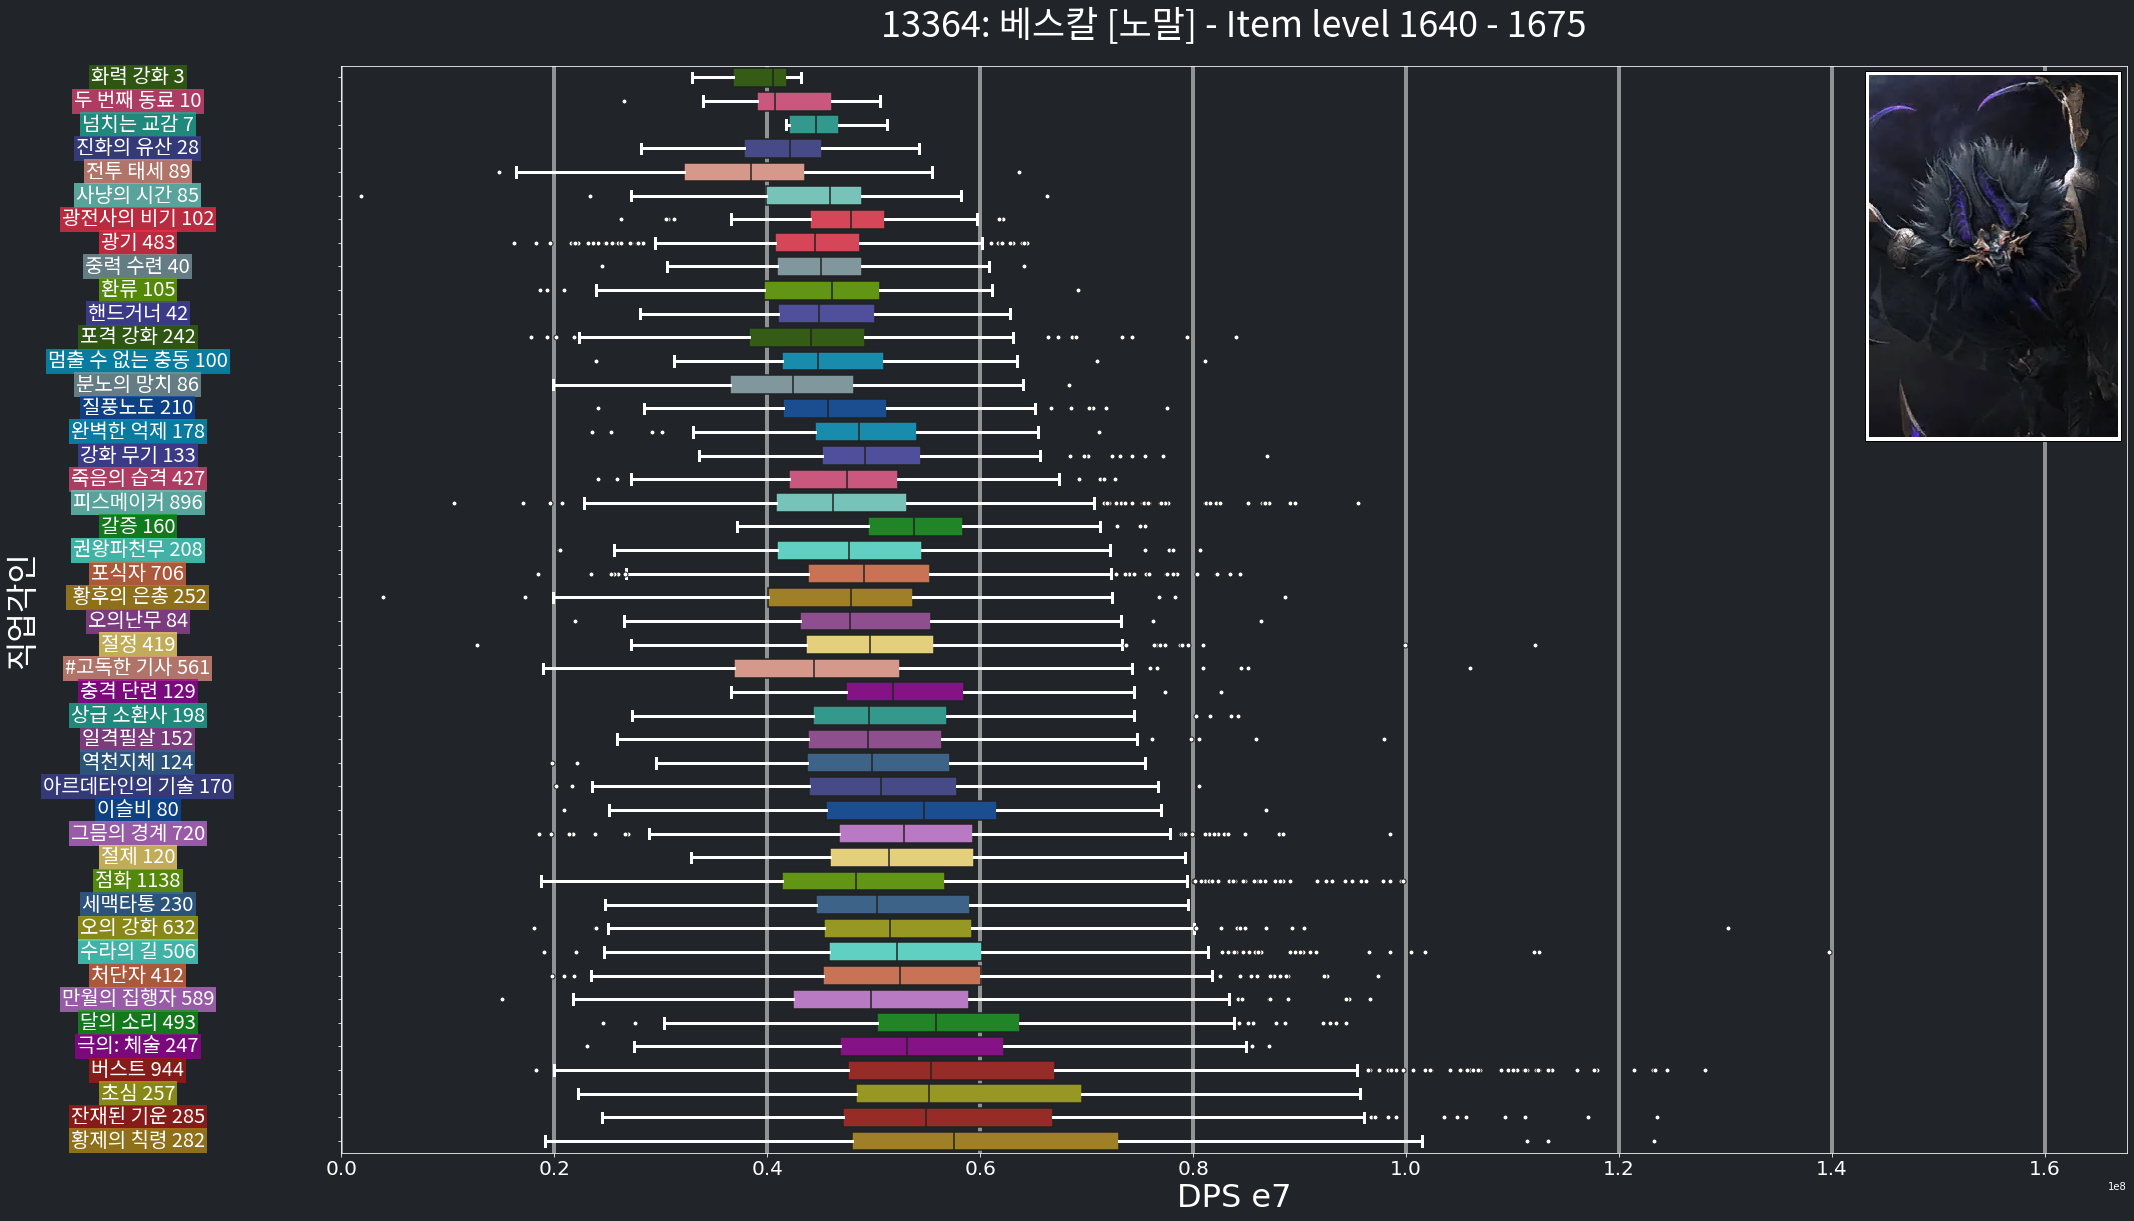 13364: 베스칼 [노말] - Item level 1640 - 1675
직업각인
화력 강화 3
두 번째 동료 10
넘치는 교감 7
진화의 유산 28
전투 태세 89
사냥의 시간 85
광전사의 비기 102
광기 483
중력 수련 40
환류 105
핸드거너 42
포격 강화 242
멈출 수 없는 충동 100
분노의 망치 86
질풍노도 210
완벽한 억제 178
강화 무기 133
죽음의 습격 427
피스메이커 896
갈증 160
권왕파천무 208
포식자 706
황후의 은총 252
오의난무 84
절정 419
#고독한 기사 561
충격 단련 129
상급 소환사 198
일격필살 152
역천지체 124
아르데타인의 기술 170
이슬비 80
그믐의 경계 720
절제 120
점화 1138
세맥타통 230
오의 강화 632
수라의 길 506
처단자 412
만월의 집행자 589
달의 소리 493
극의: 체술 247
버스트 944
초심 257
잔재된 기운 285
황제의 칙령 282
0.0 0.2 0.4 0.6 0.8 1.0 1.2 1.4 1.6
DPS e7
1e8